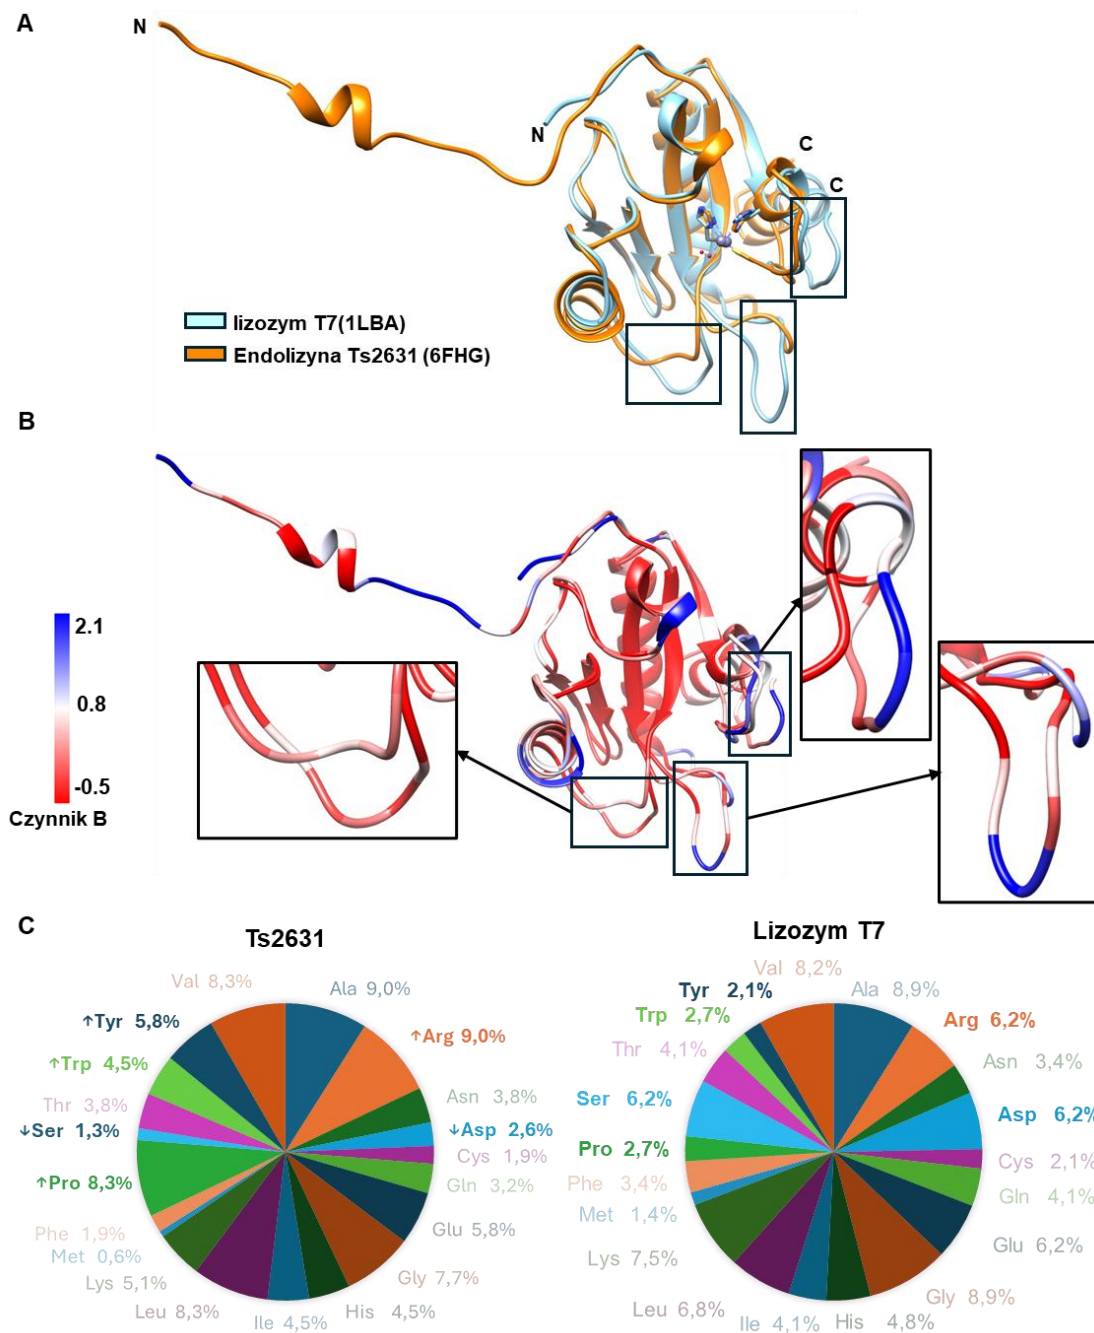 A
N
N
C
C
lizozym T7(1LBA)
Endolizyna Ts2631 (6FHG)
B
2.1
0.8
-0.5
Czynnik B
C
Ts2631
Val 8,3%
Ala 9,0%
↑Tyr 5,8%
↑Arg 9,0%
↑Trp 4,5%
Asn 3,8%
Thr 3,8%
↓Asp 2,6%
↓Ser 1,3%
Cys 1,9%
Gln 3,2%
↑Pro 8,3%
Glu 5,8%
Phe 1,9%
Met 0,6%
Gly 7,7%
Lys 5,1%
Leu 8,3%
Ile 4,5%
His 4,5%
Lizozym T7
Val 8,2%
Ala 8,9%
Tyr 2,1%
Trp 2,7%
Arg 6,2%
Thr 4,1%
Asn 3,4%
Ser 6,2%
Asp 6,2%
Pro 2,7%
Cys 2,1%
Phe 3,4%
Gln 4,1%
Met 1,4%
Glu 6,2%
Lys 7,5%
Gly 8,9%
Leu 6,8%
Ile 4,1%
His 4,8%